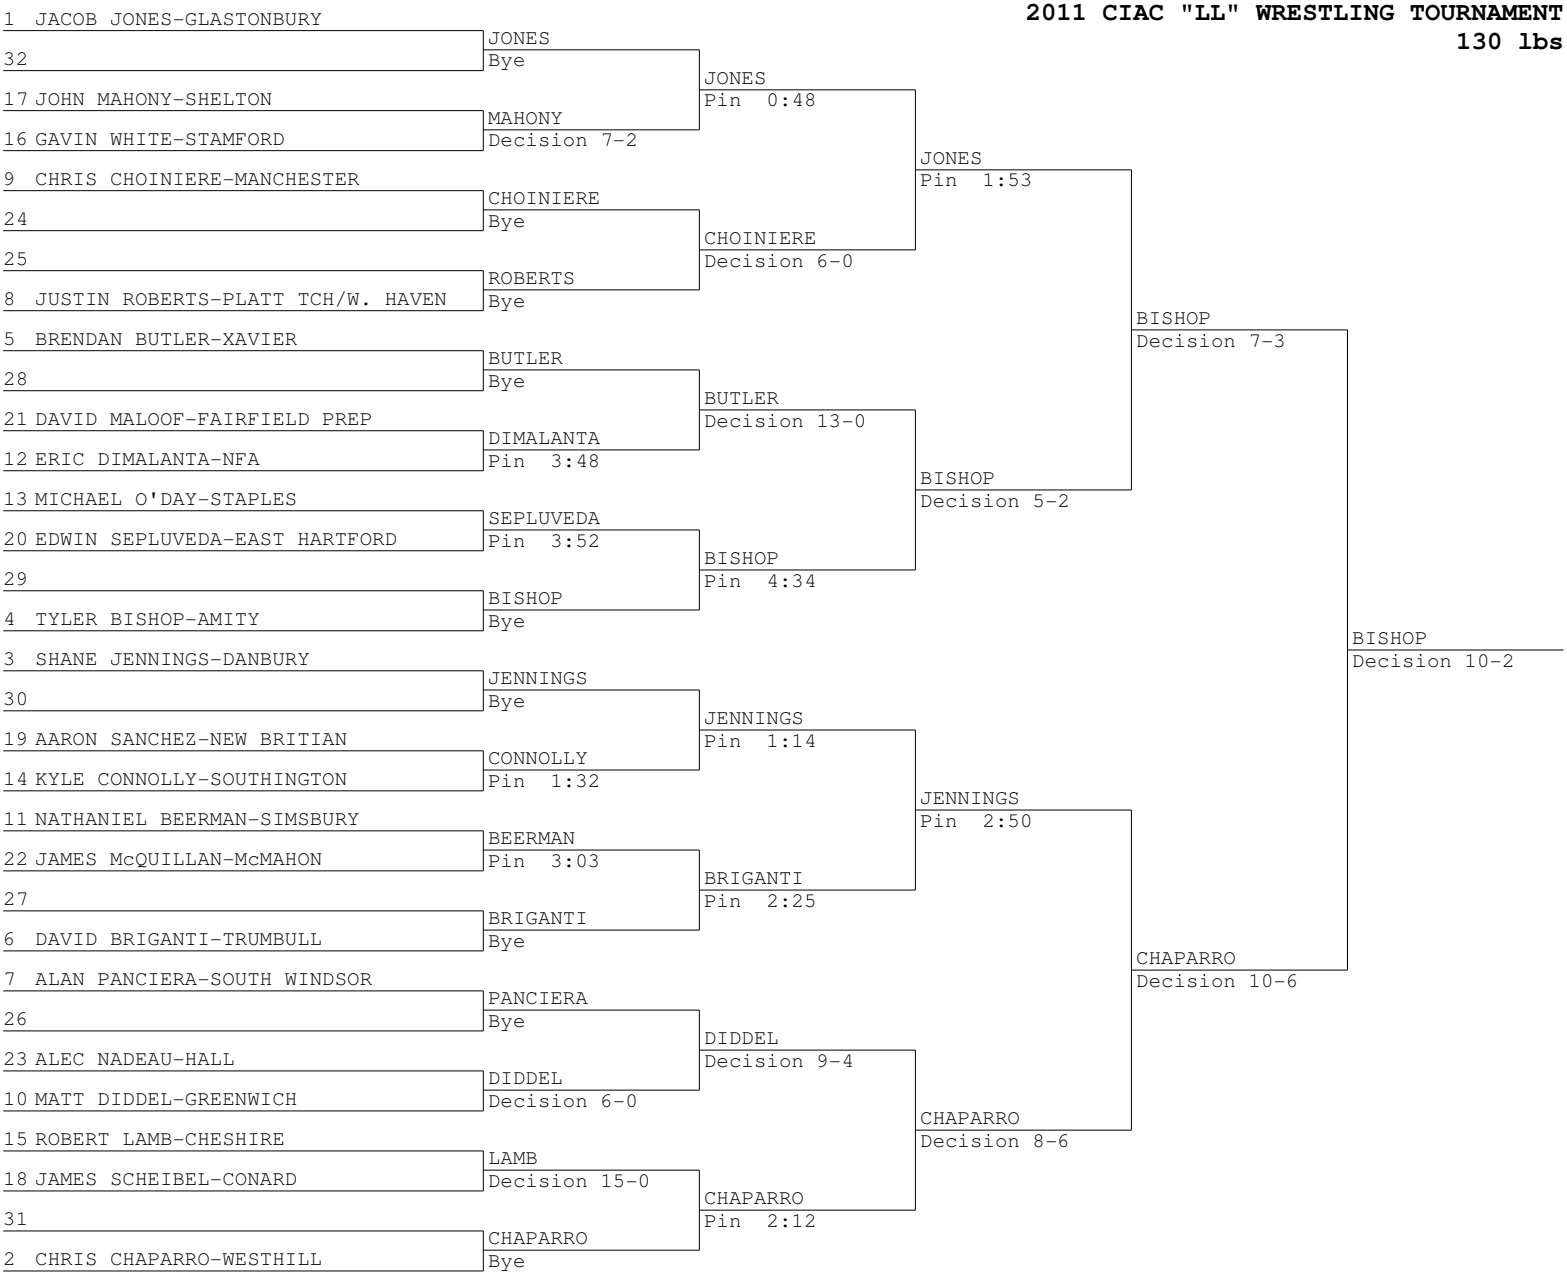 2011 CIAC "LL" WRESTLING TOURNAMENT
130 lbs
1 JACOB JONES-GLASTONBURY
32
17 JOHN MAHONY-SHELTON
16 GAVIN WHITE-STAMFORD
9 CHRIS CHOINIERE-MANCHESTER
24
25
8 JUSTIN ROBERTS-PLATT TCH/W. HAVEN
5 BRENDAN BUTLER-XAVIER
28
21 DAVID MALOOF-FAIRFIELD PREP
12 ERIC DIMALANTA-NFA
13 MICHAEL O'DAY-STAPLES
20 EDWIN SEPLUVEDA-EAST HARTFORD
29
4 TYLER BISHOP-AMITY
3 SHANE JENNINGS-DANBURY
30
19 AARON SANCHEZ-NEW BRITIAN
14 KYLE CONNOLLY-SOUTHINGTON
11 NATHANIEL BEERMAN-SIMSBURY
22 JAMES McQUILLAN-McMAHON
27
6 DAVID BRIGANTI-TRUMBULL
7 ALAN PANCIERA-SOUTH WINDSOR
26
23 ALEC NADEAU-HALL
10 MATT DIDDEL-GREENWICH
15 ROBERT LAMB-CHESHIRE
18 JAMES SCHEIBEL-CONARD
31
2 CHRIS CHAPARRO-WESTHILL
JONES
Bye
MAHONY
Decision 7-2
CHOINIERE
Bye
ROBERTS
Bye
BUTLER
Bye
DIMALANTA
Pin 3:48
SEPLUVEDA
Pin 3:52
BISHOP
Bye
JENNINGS
Bye
CONNOLLY
Pin 1:32
BEERMAN
Pin 3:03
BRIGANTI
Bye
PANCIERA
Bye
DIDDEL
Decision 6-0
LAMB
Decision 15-0
CHAPARRO
Bye
JONES
Pin 0:48
CHOINIERE
Decision 6-0
BUTLER
Decision 13-0
BISHOP
Pin 4:34
JENNINGS
Pin 1:14
BRIGANTI
Pin 2:25
DIDDEL
Decision 9-4
CHAPARRO
Pin 2:12
JONES
Pin 1:53
BISHOP
Decision 5-2
JENNINGS
Pin 2:50
CHAPARRO
Decision 8-6
BISHOP
Decision 7-3
CHAPARRO
Decision 10-6
BISHOP
Decision 10-2